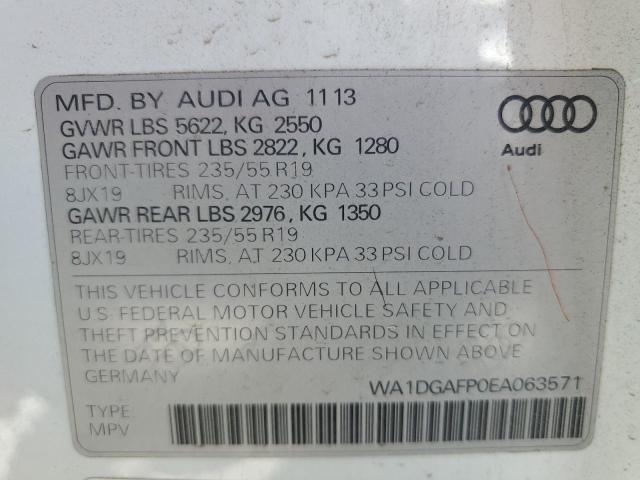 MFD. BY AUDI AG 11 13
GVWR LBS 5622, KG 2550
GAWR FRONT LBS 2822, KG 1280
FRONT-TIRES 235/55 R19
8JX19 RIMS, AT 230 KPA 33 PSI COLD
GAWR REAR LBS 2976, KG 1350
REAR-TIRES 235/55 R19
8JX19 RIMS, AT 230 KPA 33 PSI COLD
Audi
THIS VEHICLE CONFORMS TO ALL APPLICABLE
U.S. FEDERAL MOTOR VEHICLE SAFETY AND
THEFT PREVENTION STANDARDS IN EFFECT ON
THE DATE OF MANUFACTURE SHOWN ABOVE
GERMANY
WA1DGAFP0EA063571
TYPE:
MPV